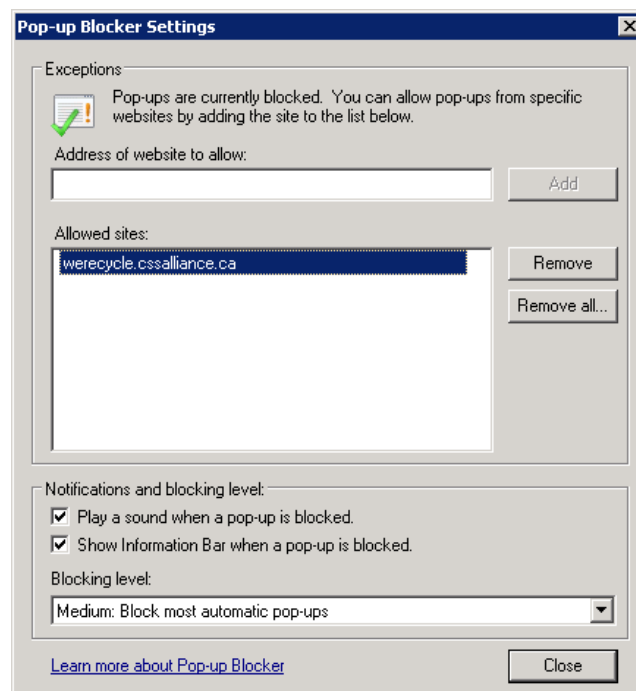 Pop-up Blocker Settings
Exceptions
Pop-ups are currently blocked. You can allow pop-ups from specific
websites by adding the site to the list below.
Address of website to allow:
Add
Allowed sites:
werecycle.cssalliance.ca
Remove
Remove all...
Notifications and blocking level:
Play a sound when a pop-up is blocked.
Show Information Bar when a pop-up is blocked.
Blocking level:
Medium: Block most automatic pop-ups
Learn more about Pop-up Blocker
Close